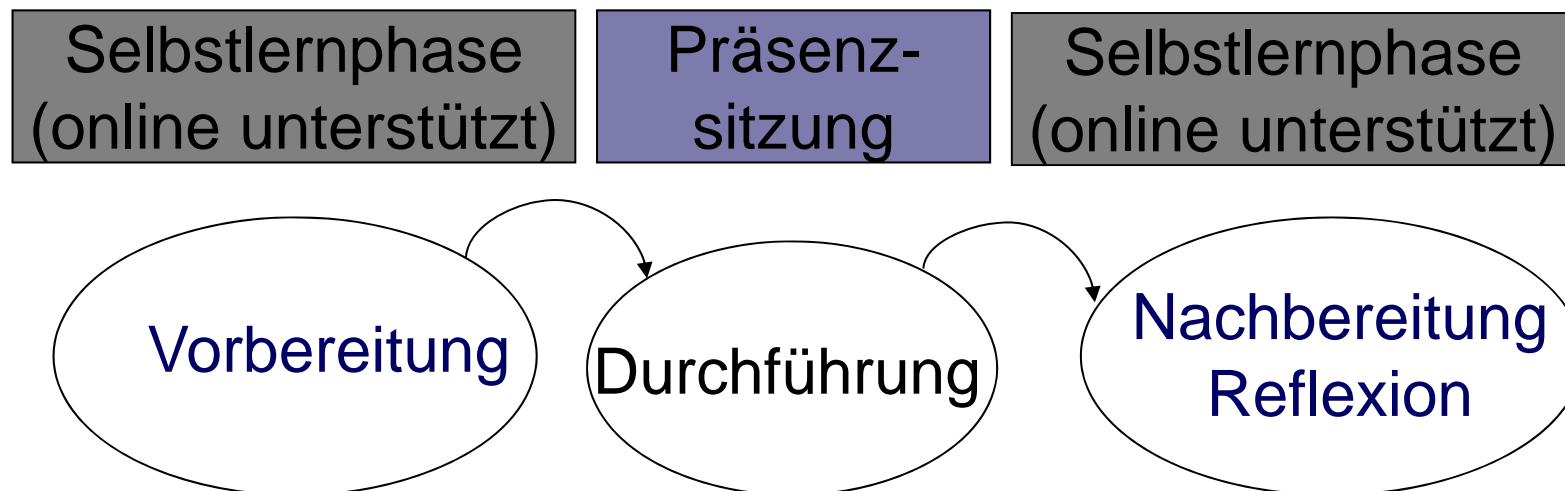 Selbstlernphase
(online unterstützt)
Präsenz-
sitzung
Selbstlernphase
(online unterstützt)
Vorbereitung
Durchführung
Nachbereitung
Reflexion